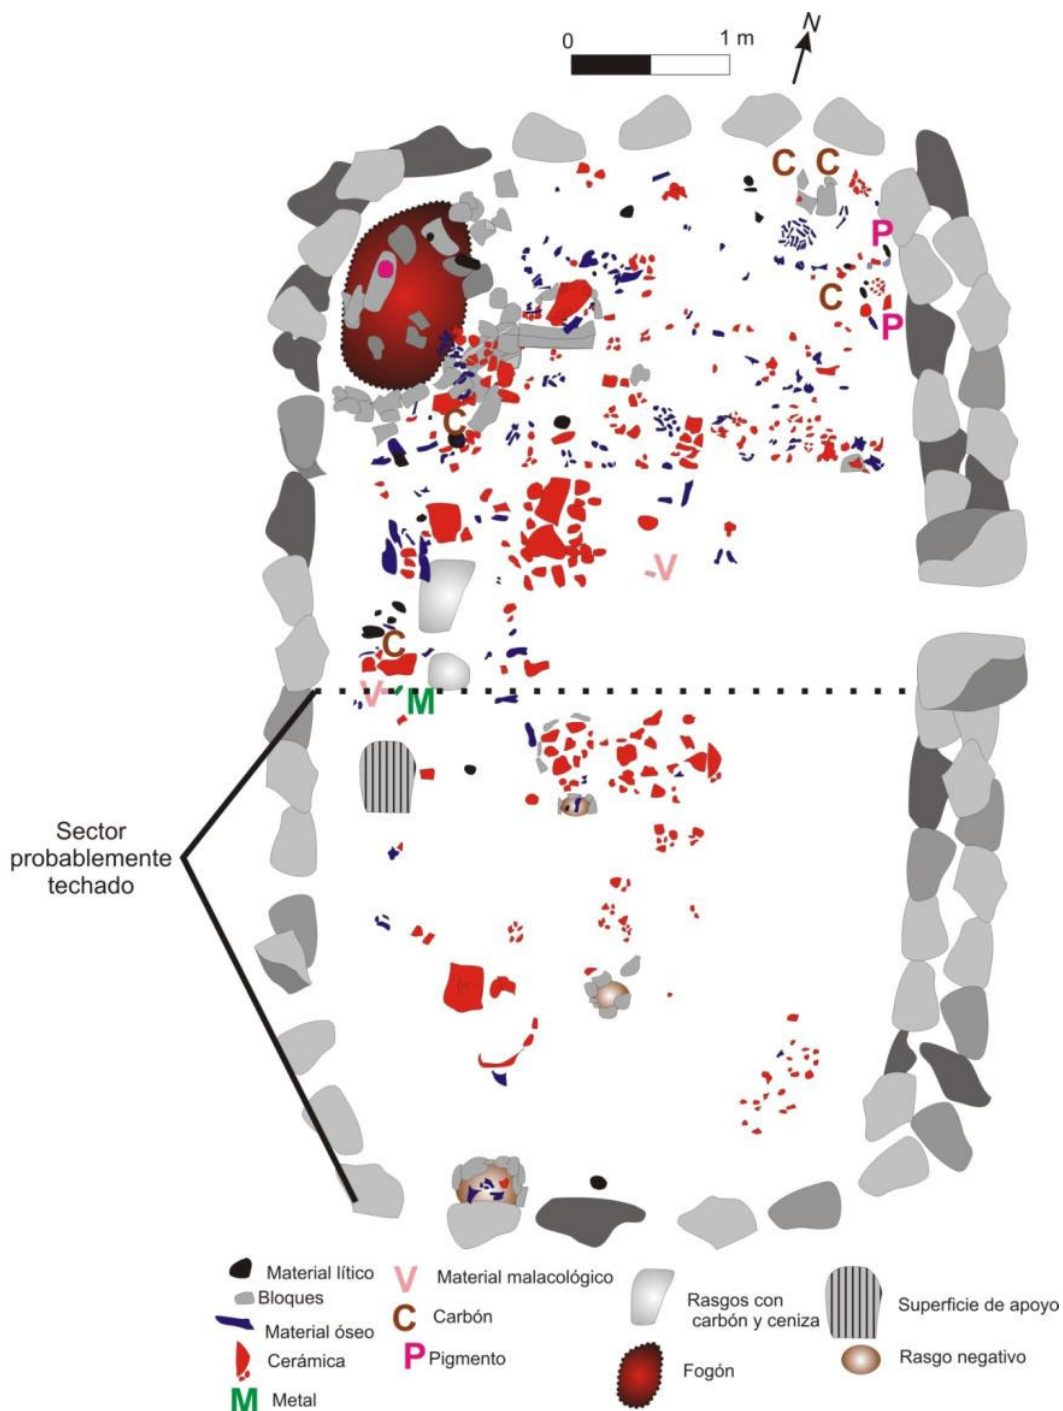 N
0 1 m
C C
P
C
P
C
V
C
V M
Sector
probablemente
techado
Material lítico
Bloques
Material óseo
Cerámica
M Metal
V Material malacológico
C Carbón
P Pigmento
Rasgos con
carbón y ceniza
Fogón
Superficie de apoyo
Rasgo negativo